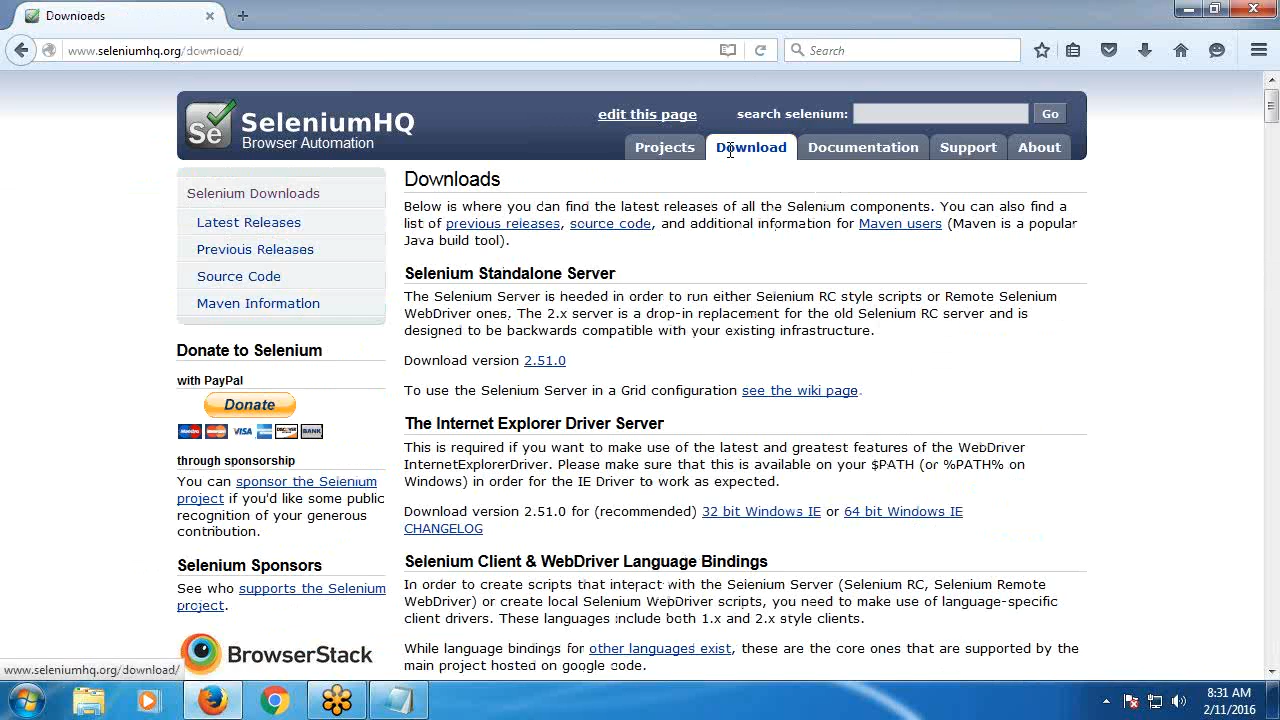 Downloads
www.seleniumhq.org/download/
Search
Se
SeleniumHQ
Browser Automation
edit this page
search selenium:
Go
Projects
Download
Documentation
Support
About
Selenium Downloads
Latest Releases
Previous Releases
Source Code
Maven Information
Donate to Selenium
with PayPal
Donate
VISA
BANK
through sponsorship
You can sponsor the Selenium
project if you'd like some public
recognition of your generous
contribution.
Selenium Sponsors
See who supports the Selenium
project.
BrowserStack
Downloads
Below is where you can find the latest releases of all the Selenium components. You can also find a
list of previous releases, source code, and additional information for Maven users (Maven is a popular
Java build tool).
Selenium Standalone Server
The Selenium Server is needed in order to run either Selenium RC style scripts or Remote Selenium
WebDriver ones. The 2.x server is a drop-in replacement for the old Selenium RC server and is
designed to be backwards compatible with your existing infrastructure.
Download version 2.51.0
To use the Selenium Server in a Grid configuration see the wiki page.
The Internet Explorer Driver Server
This is required if you want to make use of the latest and greatest features of the WebDriver
InternetExplorerDriver. Please make sure that this is available on your $PATH (or %PATH% on
Windows) in order for the IE Driver to work as expected.
Download version 2.51.0 for (recommended) 32 bit Windows IE or 64 bit Windows IE
CHANGELOG
Selenium Client & WebDriver Language Bindings
In order to create scripts that interact with the Selenium Server (Selenium RC, Selenium Remote
WebDriver) or create local Selenium WebDriver scripts, you need to make use of language-specific
client drivers. These languages include both 1.x and 2.x style clients.
While language bindings for other languages exist, these are the core ones that are supported by the
main project hosted on google code.
www.seleniumhq.org/download/
8:31 AM
2/11/2016